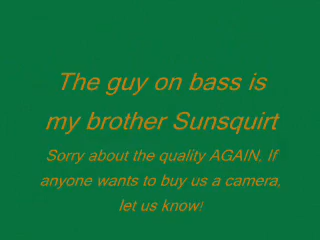 The guy on bass is
my brother Sunsquirt
Sorry about the quality AGAIN, If
anyone wants to buy us a camera,
let us know!